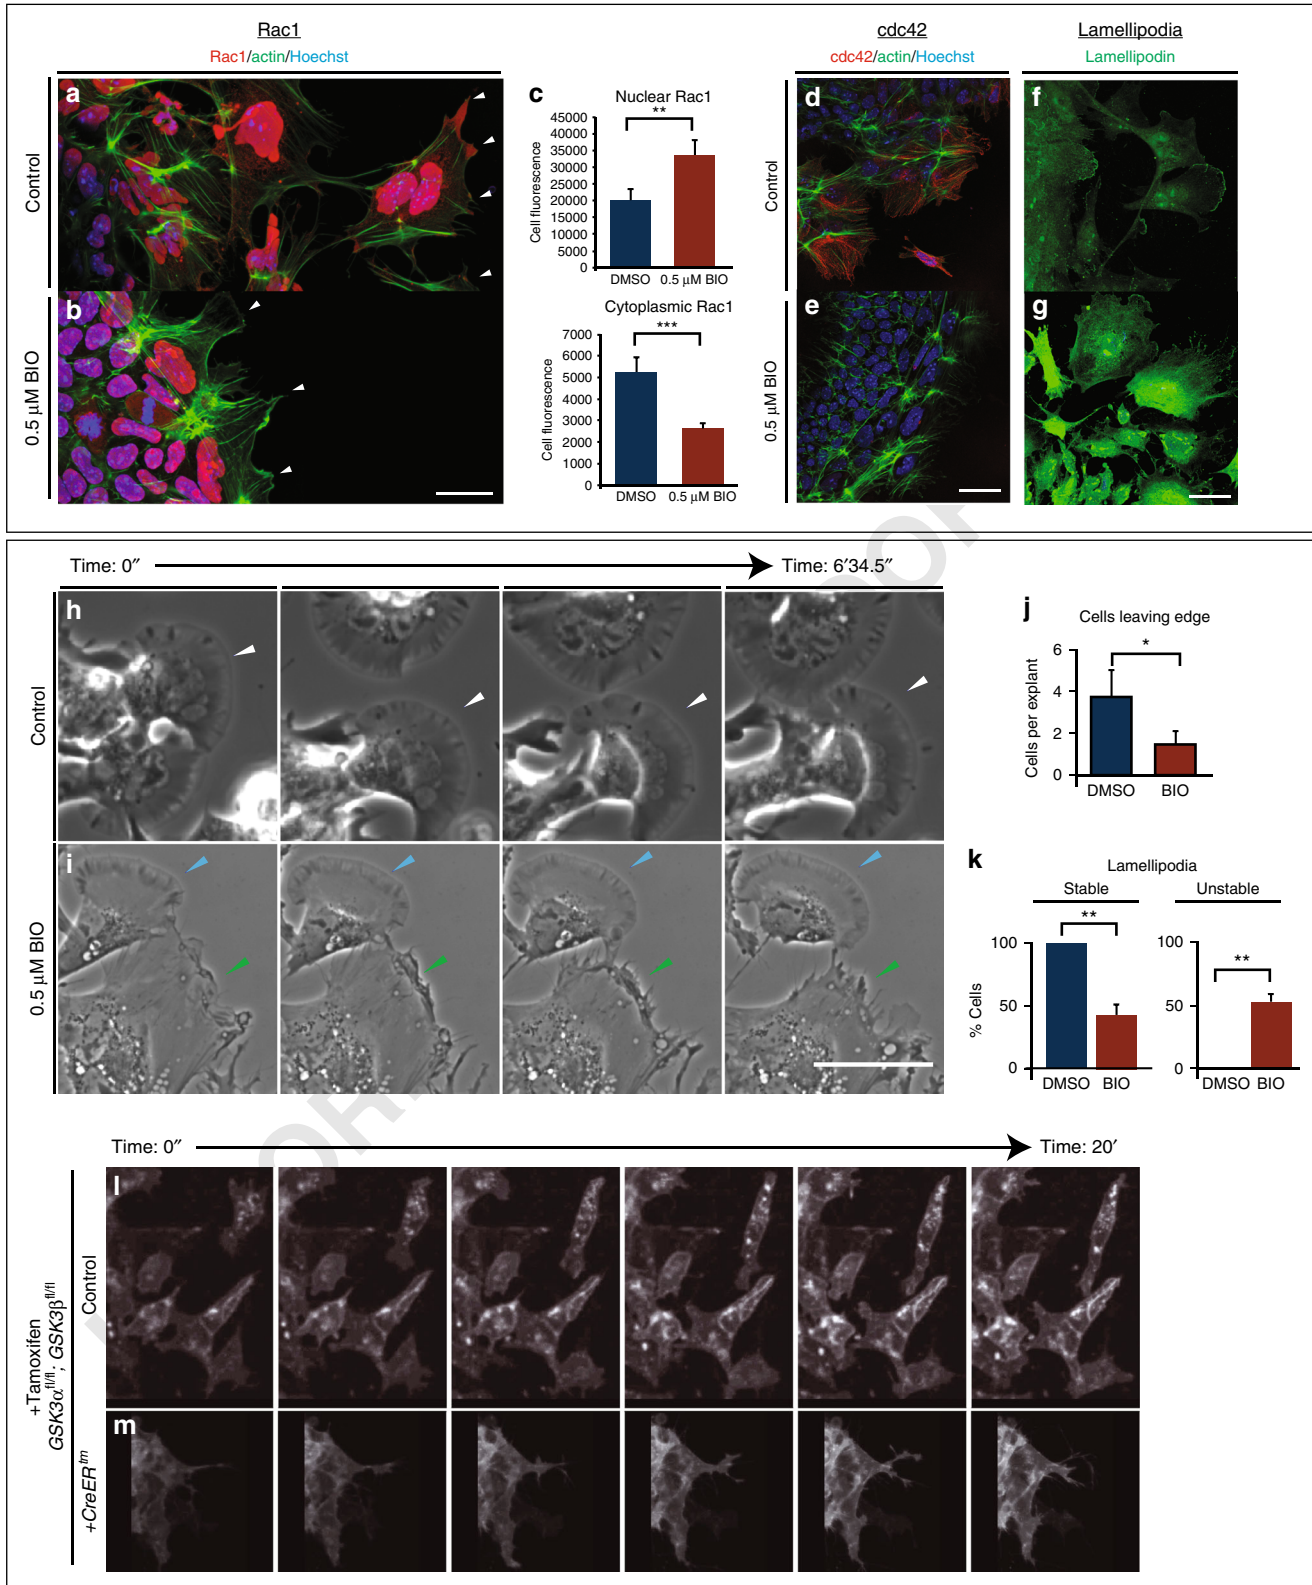 Rac1
Rac1/actin/Hoechst
cdc42
cdc42/actin/Hoechst
Lamellipodia
Lamellipodin
Control
0.5 μM BIO
a
b
c
Nuclear Rac1
**
Cell fluorescence
45000
40000
35000
30000
25000
20000
15000
10000
5000
0
DMSO 0.5 μM BIO
Cytoplasmic Rac1
***
Cell fluorescence
7000
6000
5000
4000
3000
2000
1000
0
DMSO 0.5 μM BIO
Control
0.5 μM BIO
d
e
f
g
Time: 0″
Time: 6′34.5″
Control
0.5 μM BIO
h
i
j
Cells leaving edge
*
Cells per explant
6
4
2
0
DMSO BIO
k
Lamellipodia
Stable
Unstable
**
**
% Cells
100
50
0
DMSO BIO
100
50
0
DMSO BIO
Time: 0″
Time: 20′
+Tamoxifen
GSK3α^fl/fl; GSK3β^fl/fl
Control
+CreER^tm
l
m